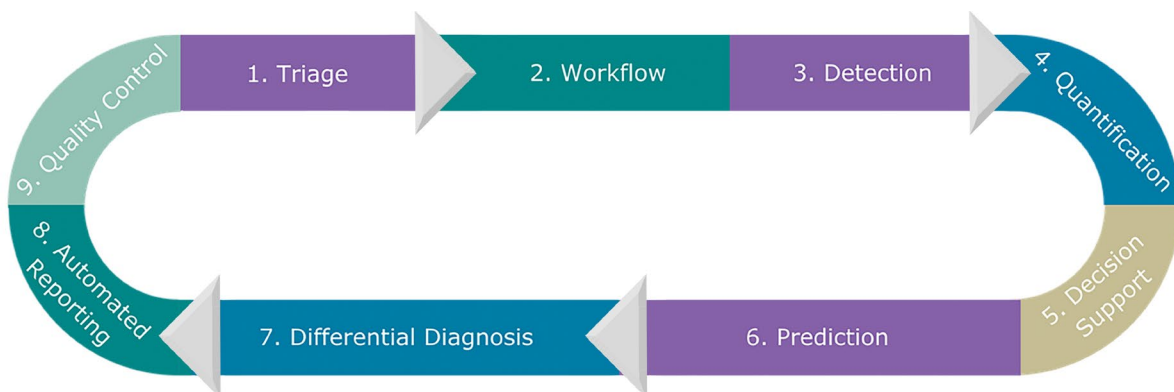 1. Triage
2. Workflow
3. Detection
4. Quantification
5. Decision
Support
6. Prediction
7. Differential Diagnosis
8. Automated
Reporting
9. Quality Control